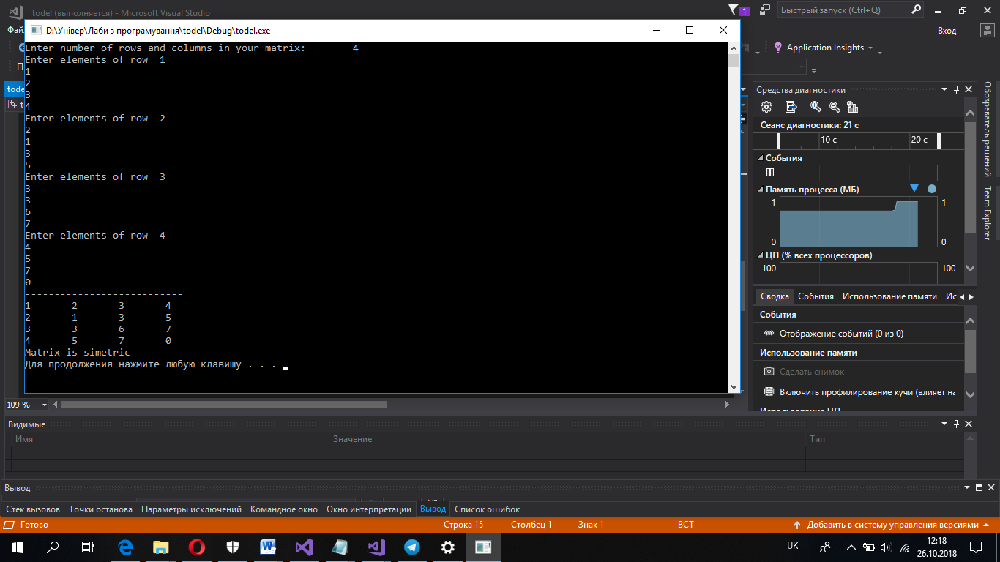 todel (выполняется) - Microsoft Visual Studio
1
Быстрый запуск (Ctrl+Q)
D:\Універ\Лаби з програмування\todel\Debug\todel.exe
Вход
Enter number of rows and columns in your matrix: 4
Enter elements of row 1
1
2
3
4
Enter elements of row 2
2
1
3
5
Enter elements of row 3
3
3
6
7
Enter elements of row 4
4
5
7
0
---------------------------
1 2 3 4
2 1 3 5
3 3 6 7
4 5 7 0
Matrix is simetric
Для продолжения нажмите любую клавишу . . .
Application Insights
Средства диагностики
Сеанс диагностики: 21 с
10 с 20 с
События
Память процесса (МБ)
1 1
0 0
ЦП (% всех процессоров)
100 100
Сводка События Использование памяти Ис
События
Отображение событий (0 из 0)
Использование памяти
Сделать снимок
Включить профилирование кучи (влияет на
Обозреватель решений
Team Explorer
109 %
Видимые
Имя Значение Тип
Вывод
Стек вызовов Точки останова Параметры исключений Командное окно Окно интерпретации Вывод Список ошибок
Готово Строка 15 Столбец 1 Знак 1 ВСТ Добавить в систему управления версиями
UK
12:18
26.10.2018